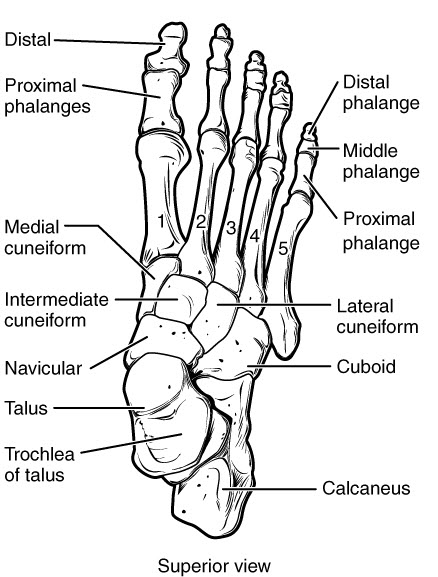 Distal
Proximal
phalanges
Distal
phalange
Middle
phalange
Proximal
phalange
1
2
3
4
5
Medial
cuneiform
Intermediate
cuneiform
Navicular
Talus
Trochlea
of talus
Lateral
cuneiform
Cuboid
Calcaneus
Superior view